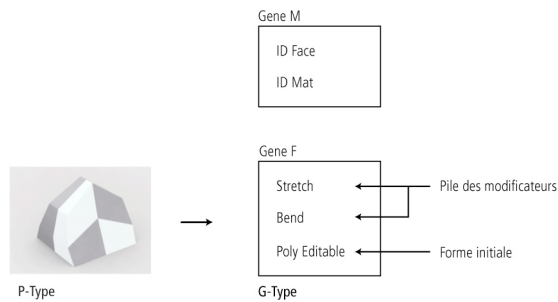 Gene M
ID Face
ID Mat
Gene F
Stretch
Pile des modificateurs
Bend
Poly Editable
Forme initiale
P-Type
G-Type